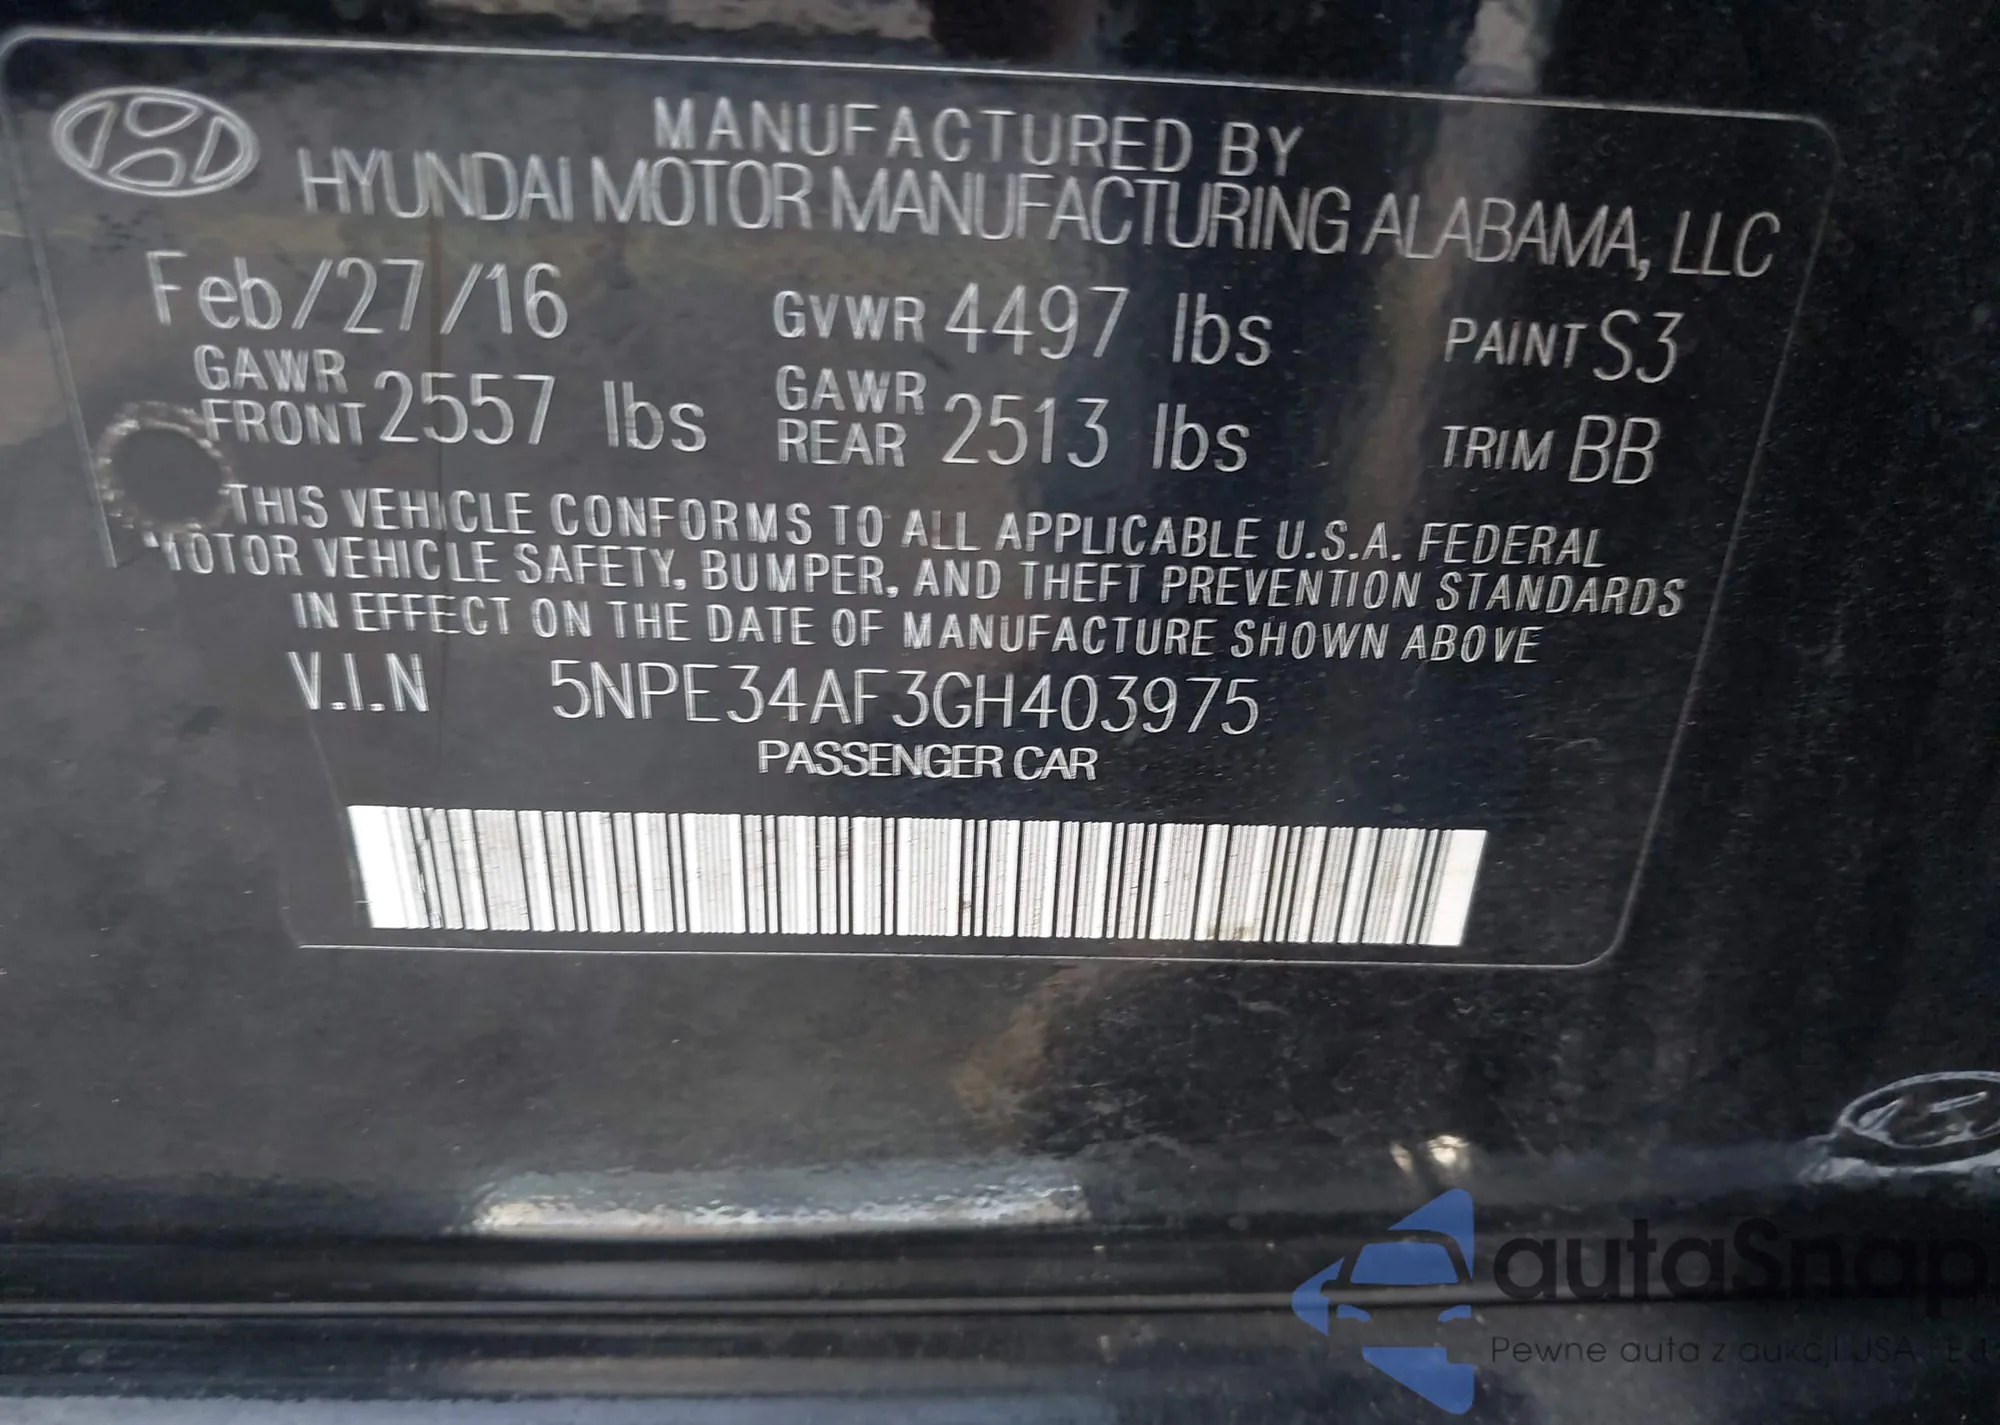 MANUFACTURED BY
HYUNDAI MOTOR MANUFACTURING ALABAMA, LLC
Feb/27/16 GVWR 4497 lbs PAINT S3
GAWR FRONT 2557 lbs GAWR REAR 2513 lbs TRIM BB
THIS VEHICLE CONFORMS TO ALL APPLICABLE U.S.A. FEDERAL
MOTOR VEHICLE SAFETY, BUMPER, AND THEFT PREVENTION STANDARDS
IN EFFECT ON THE DATE OF MANUFACTURE SHOWN ABOVE
V.I.N 5NPE34AF3GH403975
PASSENGER CAR
autaSnap
Pewne auta z aukcji USA